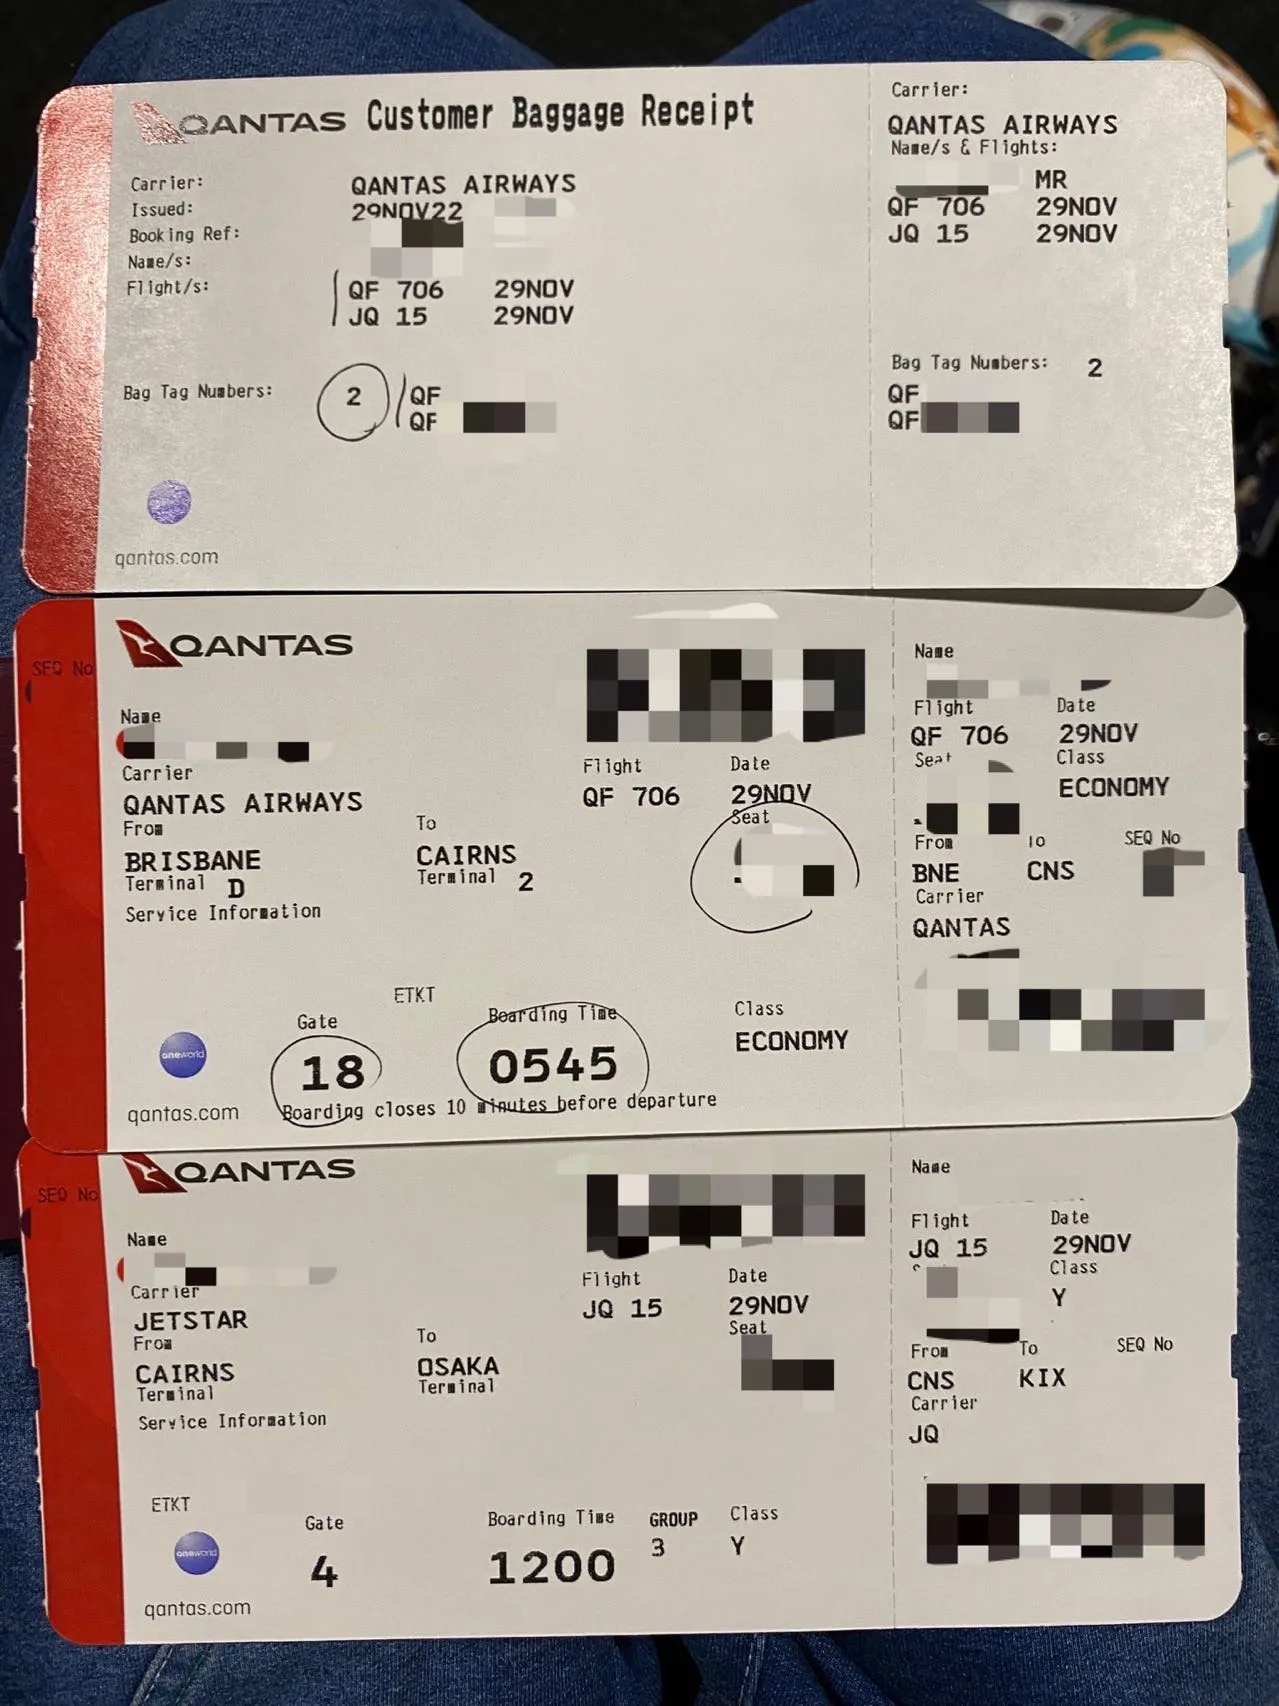 QANTAS Customer Baggage Receipt
Carrier: QANTAS AIRWAYS
Issued: 29NOV22
Booking Ref:
Name/s:
Flight/s: QF 706 29NOV
JQ 15 29NOV
Bag Tag Numbers: 2 QF
QF
qantas.com
Carrier:
QANTAS AIRWAYS
Name/s & Flights:
MR
QF 706 29NOV
JQ 15 29NOV
Bag Tag Numbers: 2
QF
QF
QANTAS
SEQ No
Name
Carrier
QANTAS AIRWAYS
Flight Date
QF 706 29NOV
From To Seat
BRISBANE CAIRNS
Terminal D Terminal 2
Service Information
ETKT
Gate Boarding Time Class
18 0545 ECONOMY
oneworld
Boarding closes 10 minutes before departure
qantas.com
Name
Flight Date
QF 706 29NOV
Seat Class
ECONOMY
From To SEQ No
BNE CNS
Carrier
QANTAS
QANTAS
SEQ No
Name
Carrier
JETSTAR
Flight Date
JQ 15 29NOV
From To Seat
CAIRNS OSAKA
Terminal Terminal
Service Information
ETKT
Gate Boarding Time GROUP Class
4 1200 3 Y
oneworld
qantas.com
Name
Flight Date
JQ 15 29NOV
Class
Y
From To SEQ No
CNS KIX
Carrier
JQ